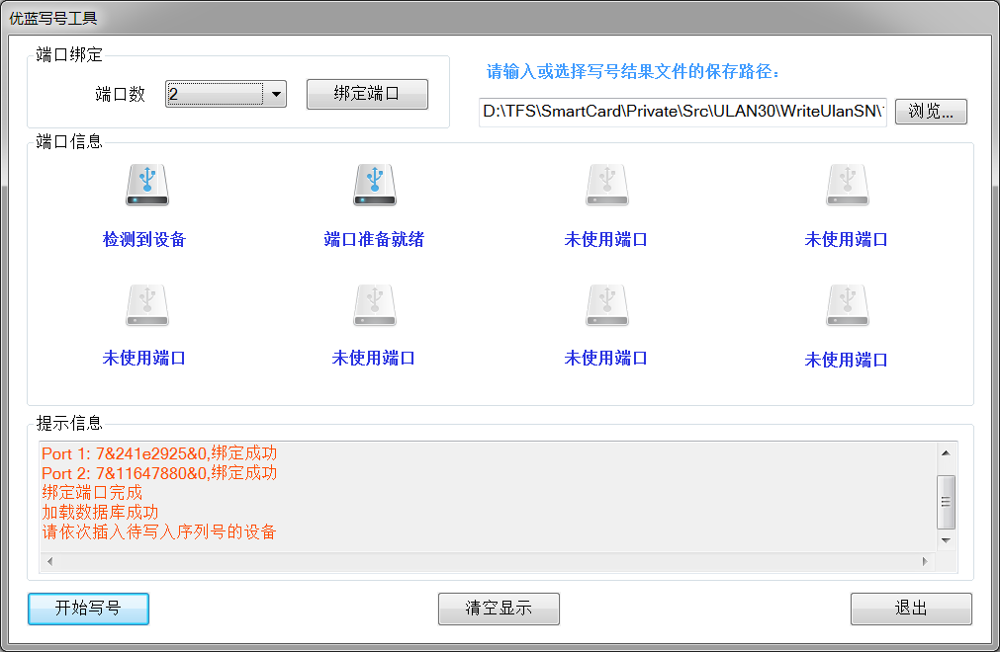 优蓝写号工具
端口绑定
请输入或选择写号结果文件的保存路径：
端口数 2 绑定端口
D:\TFS\SmartCard\Private\Src\ULAN30\WriteUlanSN\ 浏览...
端口信息
检测到设备 端口准备就绪 未使用端口 未使用端口
未使用端口 未使用端口 未使用端口 未使用端口
提示信息
Port 1: 7&241e2925&0,绑定成功
Port 2: 7&11647880&0,绑定成功
绑定端口完成
加载数据库成功
请依次插入待写入序列号的设备
开始写号 清空显示 退出